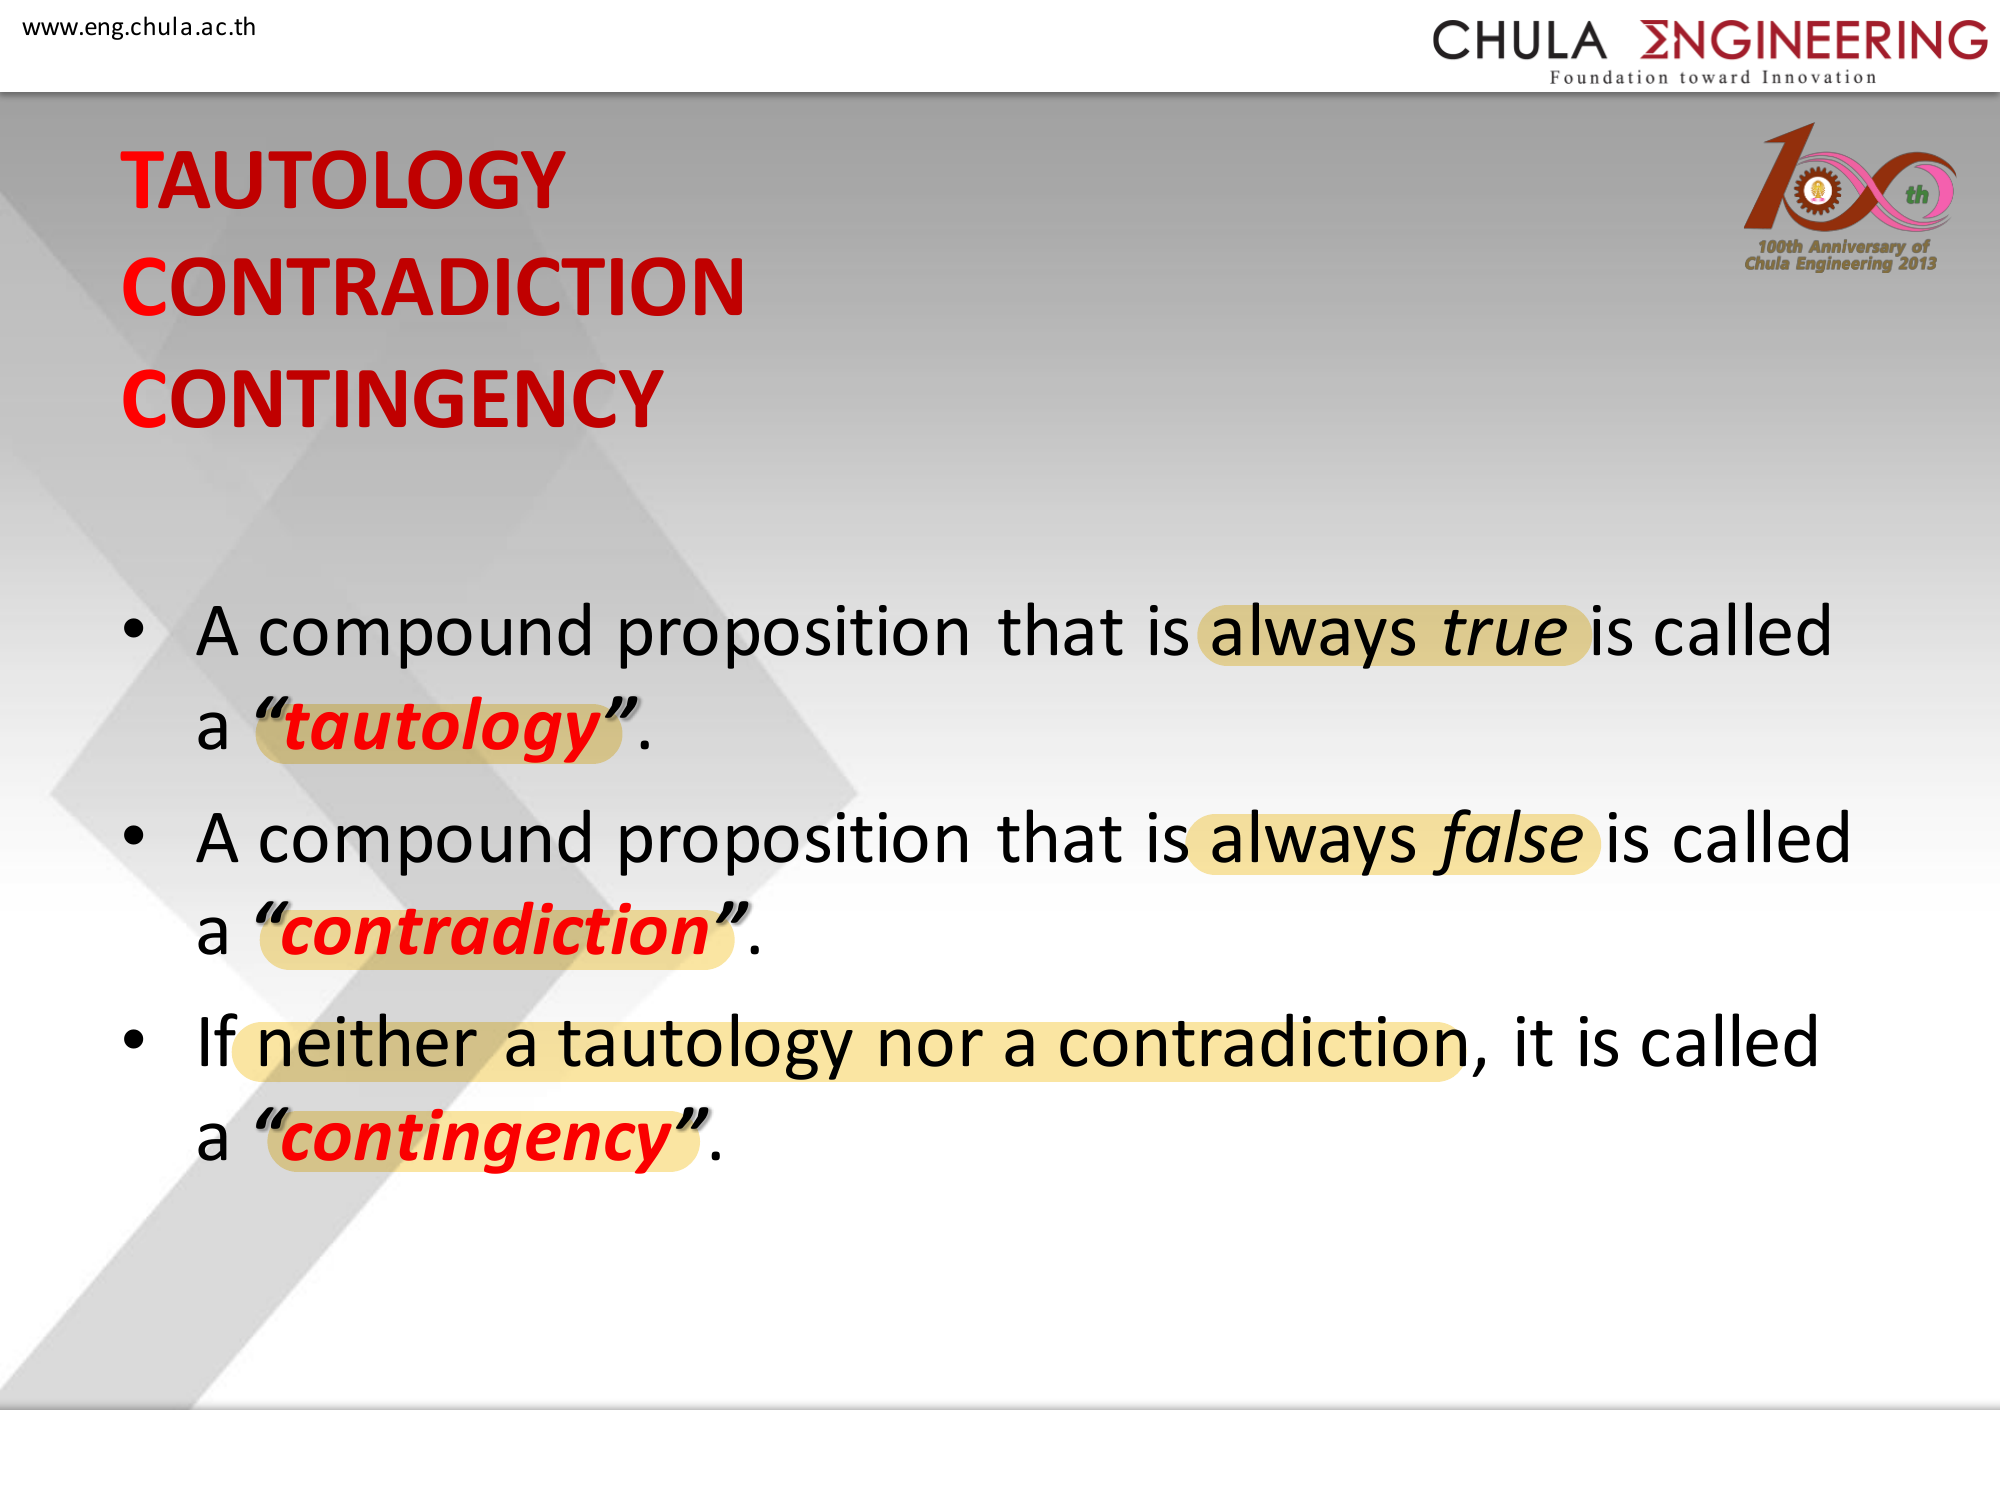 www.eng.chula.ac.th
CHULA ΣNGINEERING
Foundation toward Innovation
TAUTOLOGY
CONTRADICTION
CONTINGENCY
100th
100th Anniversary of
Chula Engineering 2013
• A compound proposition that is always true is called
a “tautology”.
• A compound proposition that is always false is called
a “contradiction”.
• If neither a tautology nor a contradiction, it is called
a “contingency”.